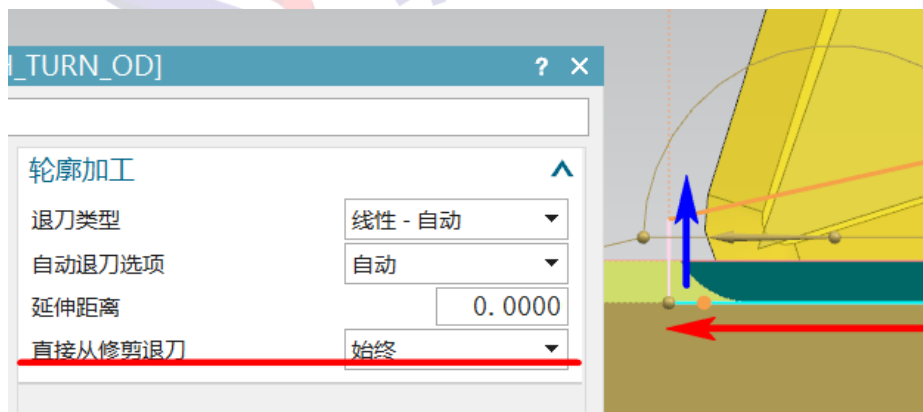 H_TURN_OD] ? ×
轮廓加工
退刀类型 线性 - 自动
自动退刀选项 自动
延伸距离 0.0000
直接从修剪退刀 始终